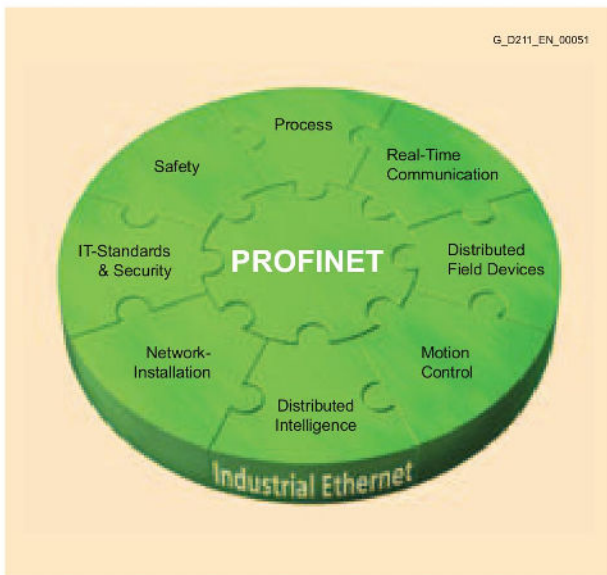 G_D211_EN_00051
Process
Safety
Real-Time
Communication
IT-Standards
& Security
PROFINET
Distributed
Field Devices
Network-
Installation
Motion
Control
Distributed
Intelligence
Industrial Ethernet